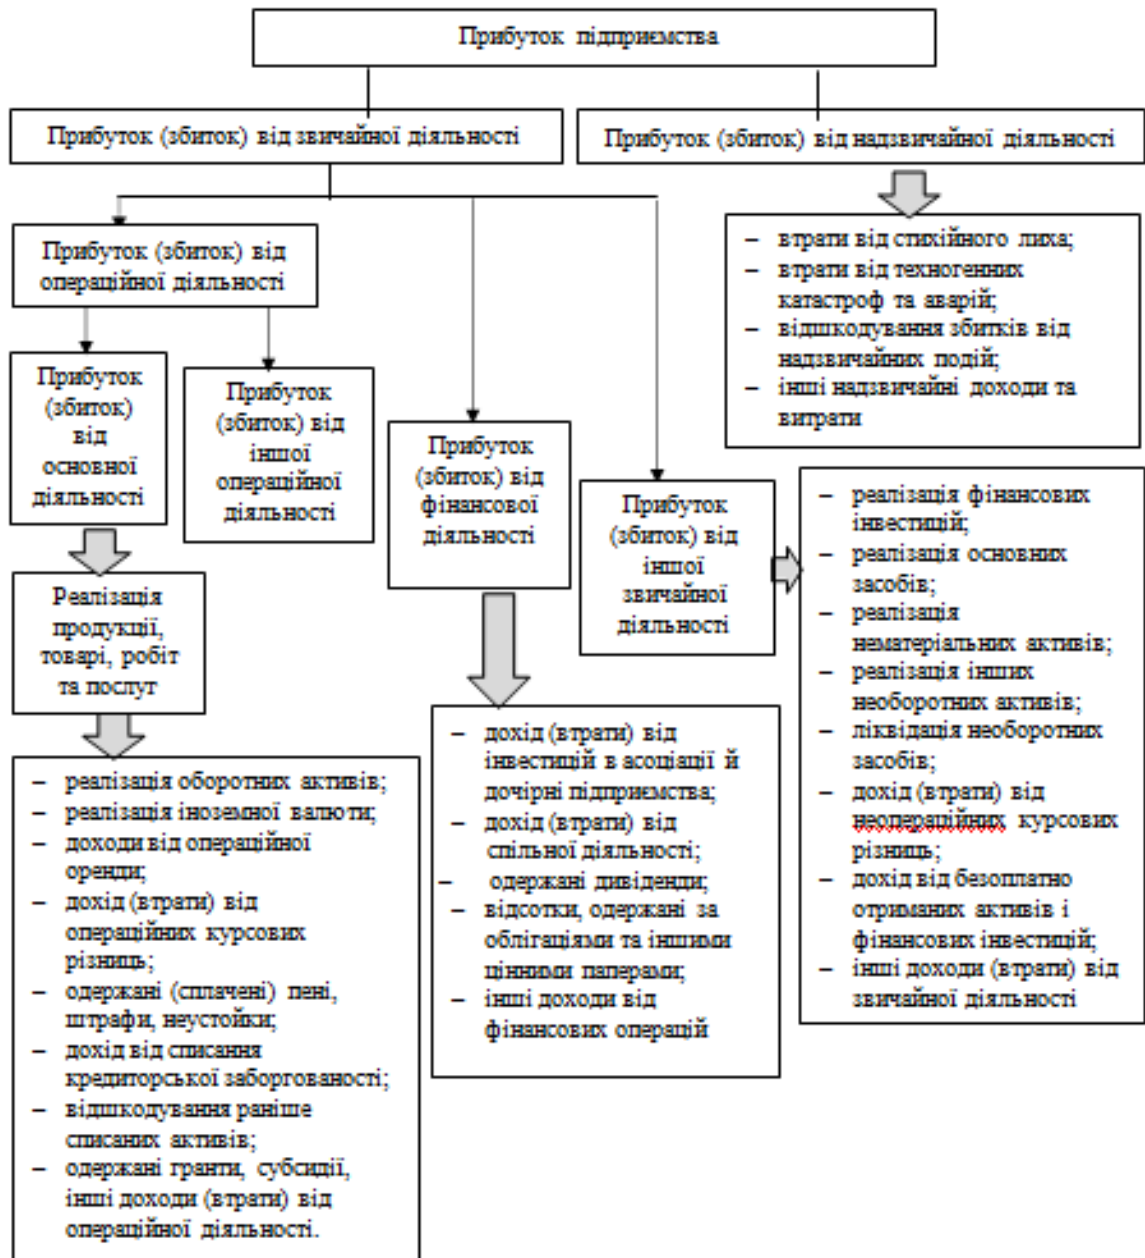 Прибуток підприємства
Прибуток (збиток) від звичайної діяльності
Прибуток (збиток) від надзвичайної діяльності
Прибуток (збиток) від
операційної діяльності
– втрати від стихійного лиха;
– втрати від техногенних
катастроф та аварій;
– відшкодування збитків від
надзвичайних подій;
– інші надзвичайні доходи та
витрати
Прибуток
(збиток)
від
основної
діяльності
Прибуток
(збиток) від
іншої
операційної
діяльності
Прибуток
(збиток) від
фінансової
діяльності
Прибуток
(збиток) від
іншої
звичайної
діяльності
– реалізація фінансових
інвестицій;
– реалізація основних
засобів;
– реалізація
нематеріальних активів;
– реалізація інших
необоротних активів;
– ліквідація необоротних
засобів;
– дохід (втрати) від
неопераційних курсових
різниць;
– дохід від безоплатно
отриманих активів і
фінансових інвестицій;
– інші доходи (втрати) від
звичайної діяльності
Реалізація
продукції,
товарі, робіт
та послуг
– реалізація оборотних активів;
– реалізація іноземної валюти;
– доходи від операційної
оренди;
– дохід (втрати) від
операційних курсових
різниць;
– одержані (сплачені) пені,
штрафи, неустойки;
– дохід від списання
кредиторської заборгованості;
– відшкодування раніше
списаних активів;
– одержані гранти, субсидії,
інші доходи (втрати) від
операційної діяльності.
– дохід (втрати) від
інвестицій в асоціації й
дочірні підприємства;
– дохід (втрати) від
спільної діяльності;
– одержані дивіденди;
– відсотки, одержані за
облігаціями та іншими
цінними паперами;
– інші доходи від
фінансових операцій